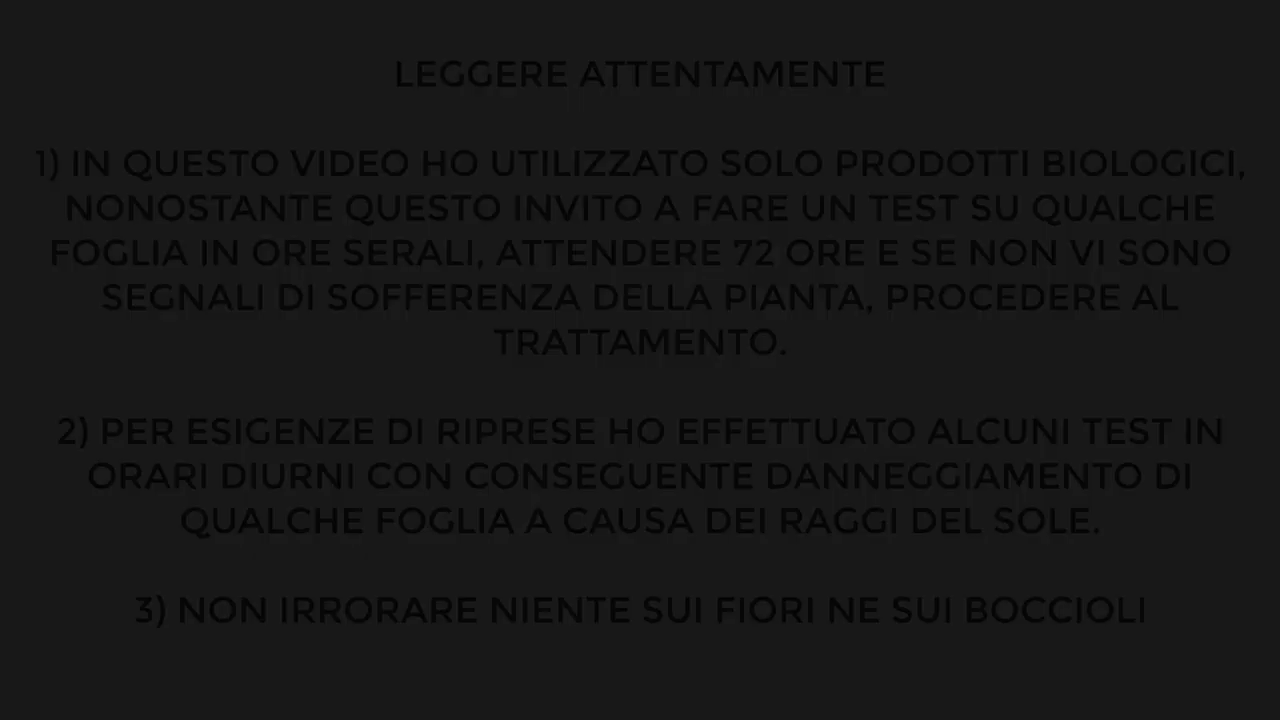 LEGGERE ATTENTAMENTE
1) IN QUESTO VIDEO HO UTILIZZATO SOLO PRODOTTI BIOLOGICI,
NONOSTANTE QUESTO INVITO A FARE UN TEST SU QUALCHE
FOGLIA IN ORE SERALI, ATTENDERE 72 ORE E SE NON VI SONO
SEGNALI DI SOFFERENZA DELLA PIANTA, PROCEDERE AL
TRATTAMENTO.
2) PER ESIGENZE DI RIPRESE HO EFFETTUATO ALCUNI TEST IN
ORARI DIURNI CON CONSEGUENTE DANNEGGIAMENTO DI
QUALCHE FOGLIA A CAUSA DEI RAGGI DEL SOLE.
3) NON IRRORARE NIENTE SUI FIORI NE SUI BOCCIOLI